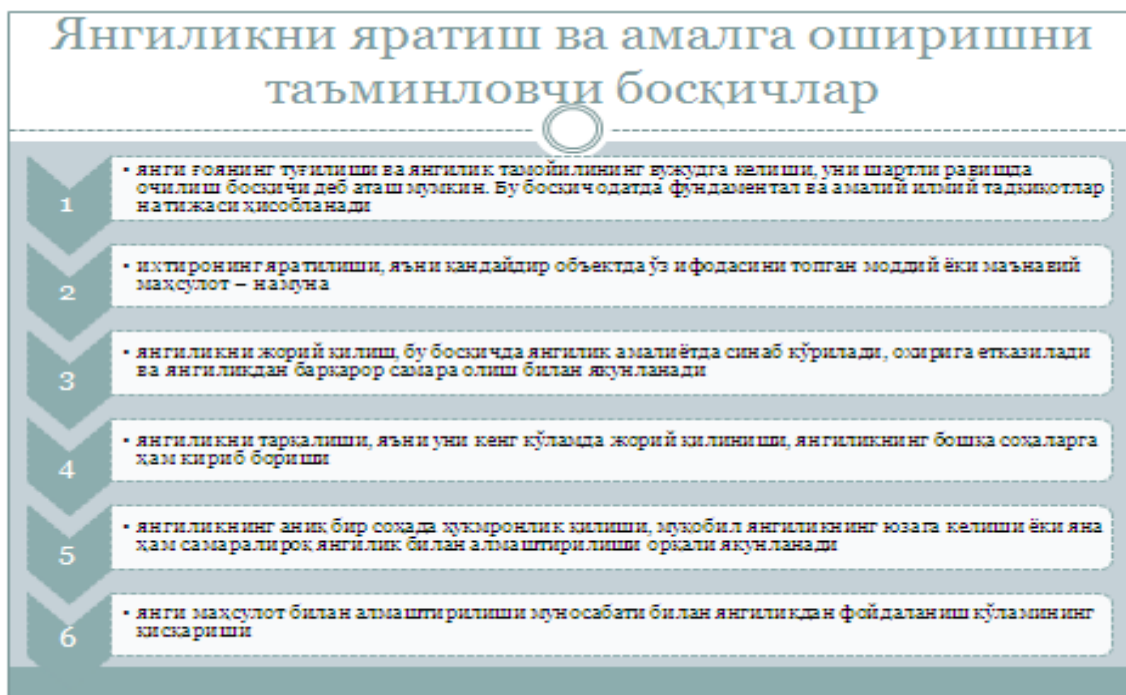 Янгиликни яратиш ва амалга оширишни
таъминловчи босқичлар
1
• янги ғоянинг туғилиши ва янгилик тамойилининг вужудга келиши, уни шартли равишда
очилиш босқичи деб аташ мумкин. Бу босқич одатда фундаментал ва амалий илмий тадқиқотлар
натижаси ҳисобланади
2
• ихтиронинг яратилиши, яъни қандайдир объектда ўз ифодасини топган моддий ёки маънавий
маҳсулот – намуна
3
• янгиликни жорий қилиш, бу босқичда янгилик амалиётда синаб кўрилади, охирига етказилади
ва янгиликдан барқарор самара олиш билан якунланади
4
• янгиликни тарқалиши, яъни уни кенг кўламда жорий қилиниши, янгиликнинг бошқа соҳаларга
ҳам кириб бориши
5
• янгиликнинг аниқ бир соҳада ҳукмронлик қилиши, муқобил янгиликнинг юзага келиши ёки яна
ҳам самаралироқ янгилик билан алмаштирилиши орқали якунланади
6
• янги маҳсулот билан алмаштирилиши муносабати билан янгиликдан фойдаланиш кўламининг
қисқариши